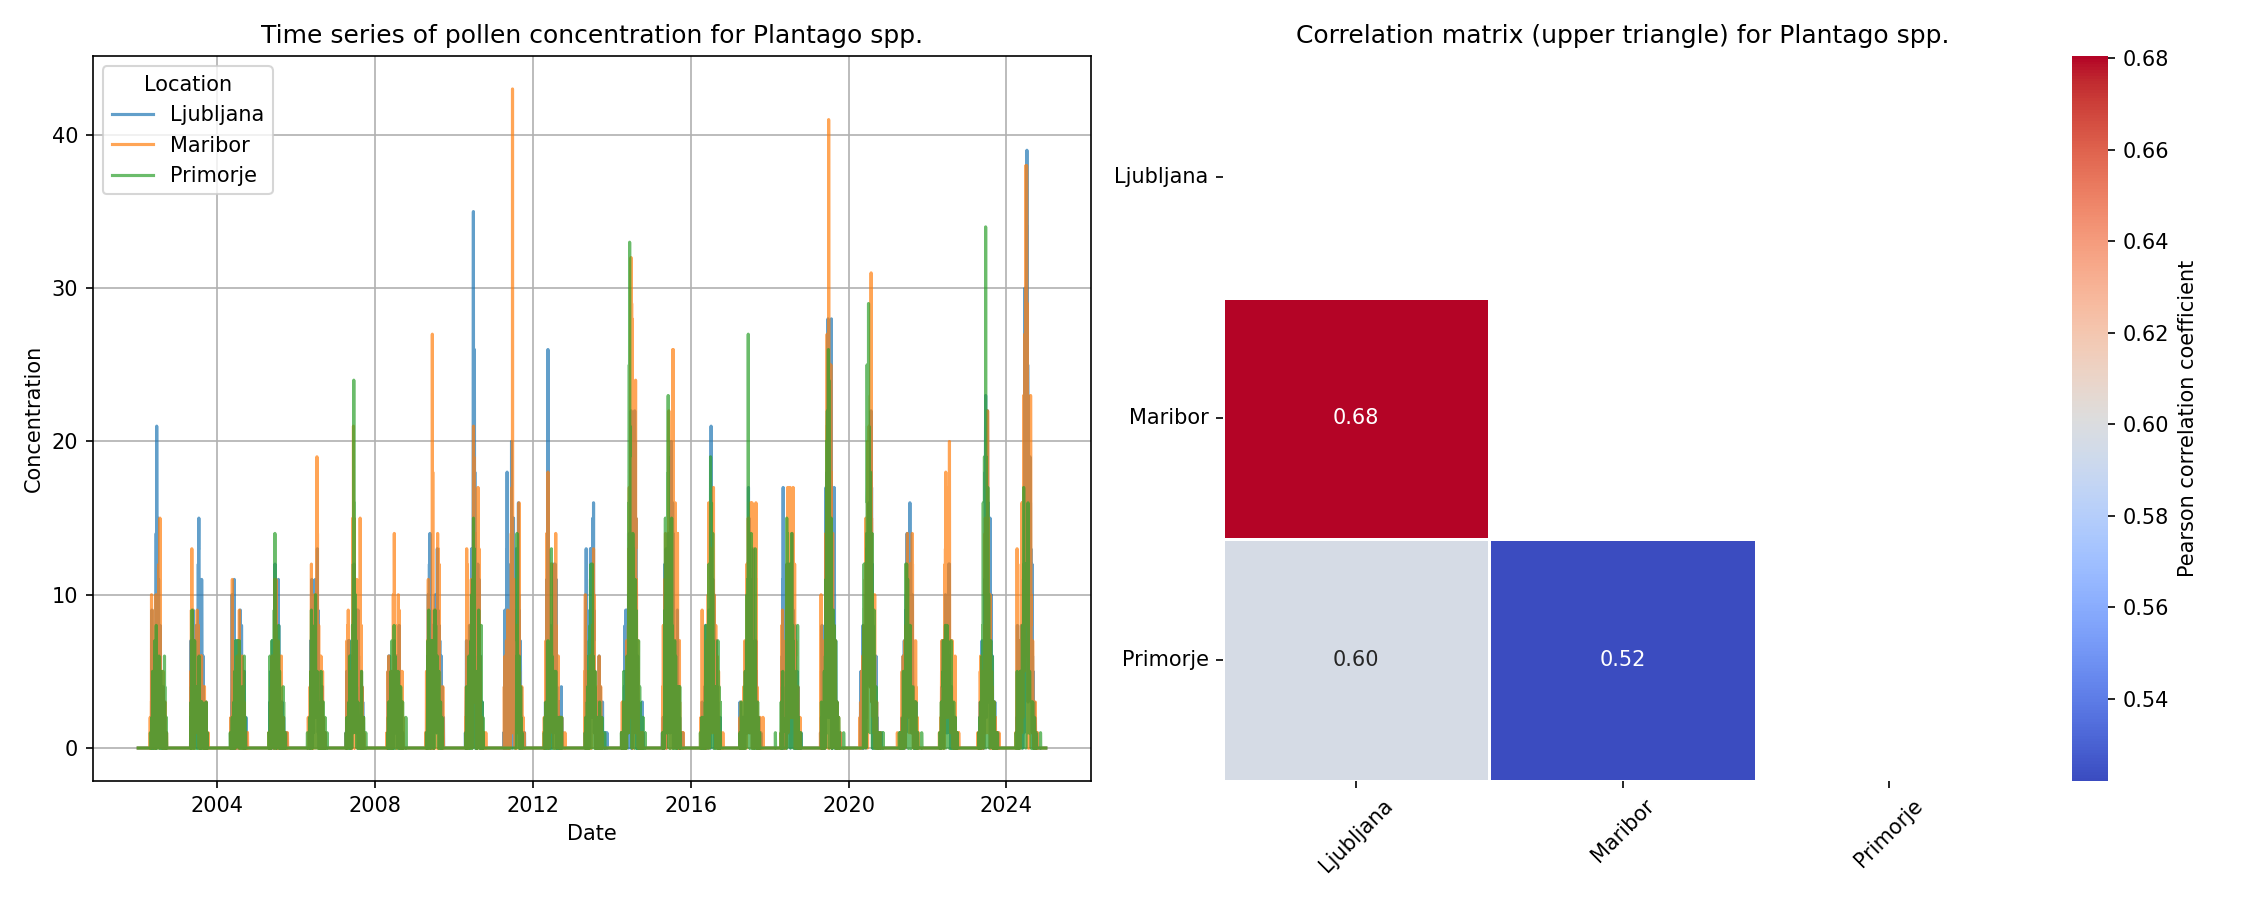 Time series of pollen concentration for Plantago spp.
Location
Ljubljana
Maribor
Primorje
Concentration
40
30
20
10
0
2004
2008
2012
2016
2020
2024
Date
Correlation matrix (upper triangle) for Plantago spp.
Ljubljana
Maribor
Primorje
0.68
0.60
0.52
Ljubljana
Maribor
Primorje
0.68
0.66
0.64
0.62
0.60
0.58
0.56
0.54
Pearson correlation coefficient